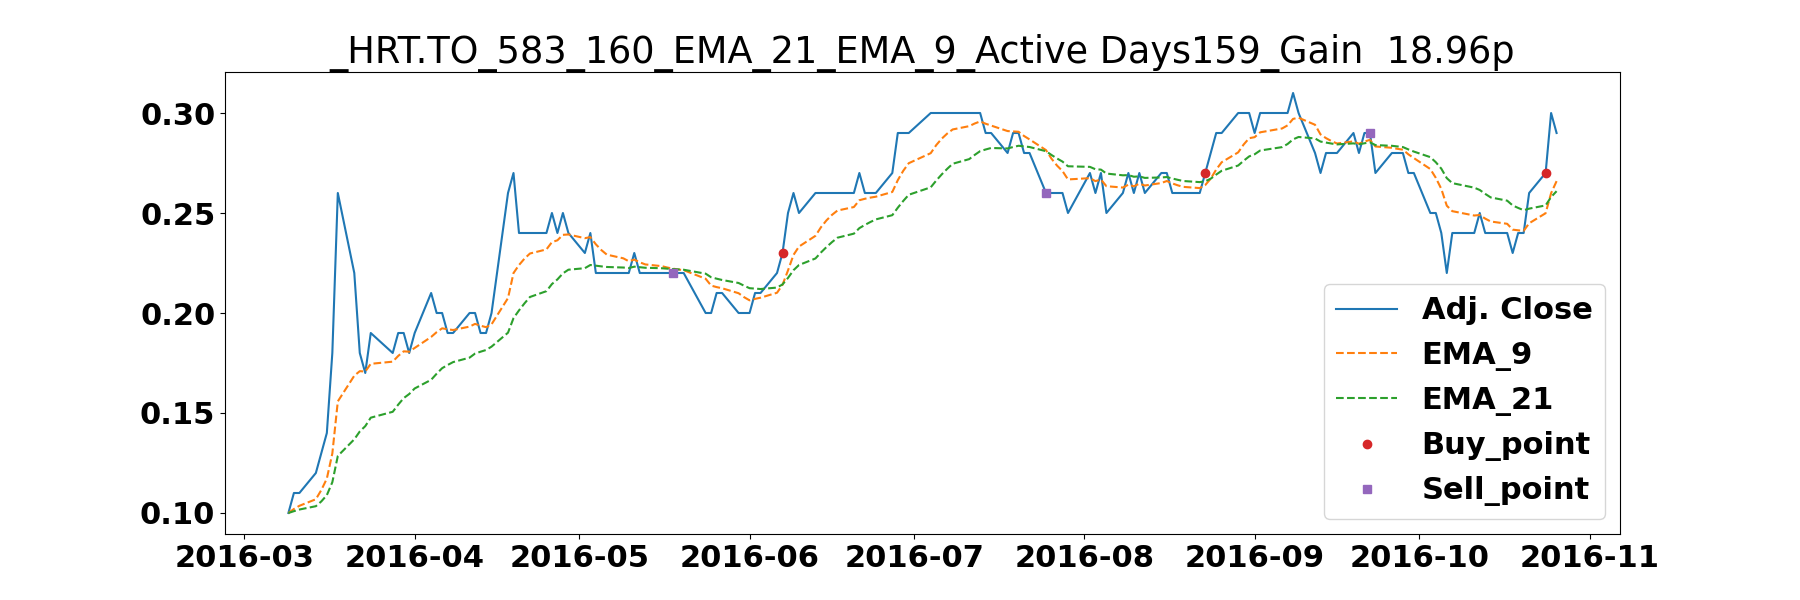 _HRT.TO_583_160_EMA_21_EMA_9_Active Days159_Gain  18.96p
0.30
0.25
0.20
0.15
0.10
2016-03 2016-04 2016-05 2016-06 2016-07 2016-08 2016-09 2016-10 2016-11
Adj. Close
EMA_9
EMA_21
Buy_point
Sell_point